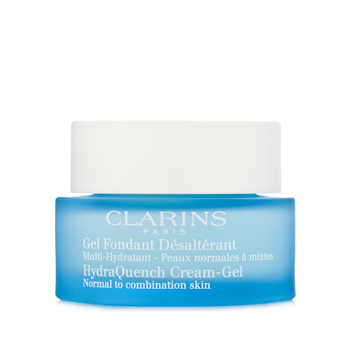 CLARINS
PARIS
Gel Fondant Désaltérant
Multi-Hydratant - Peaux normales à mixtes
HydraQuench Cream-Gel
Normal to combination skin